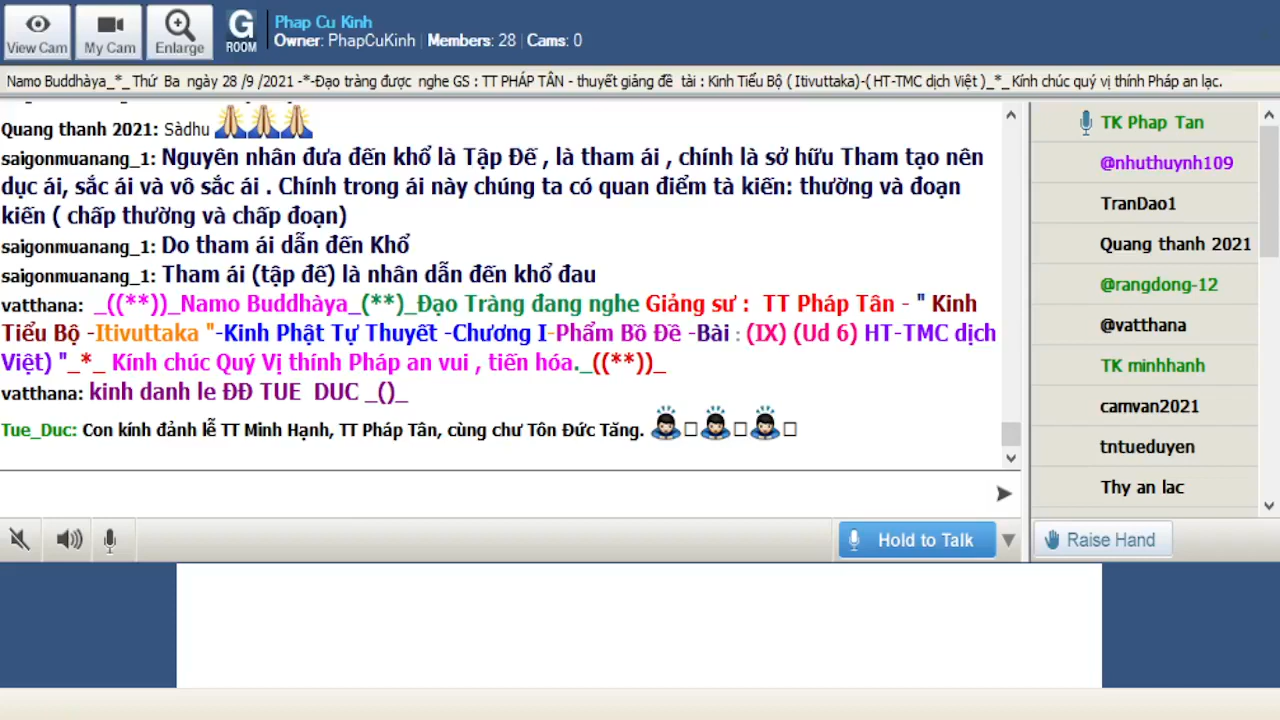 View Cam
My Cam
Enlarge
G
ROOM
Phap Cu Kinh
Owner: PhapCuKinh | Members: 28 | Cams: 0
Namo Buddhàya_*_Thứ Ba ngày 28 /9 /2021 -*-Đạo tràng được nghe GS : TT PHÁP TÂN - thuyết giảng đề tài : Kinh Tiểu Bộ ( Itivuttaka)-( HT-TMC dịch Việt )_*_Kính chúc quý vị thính Pháp an lạc.
Quang thanh 2021: Sàdhu
saigonmuanang_1: Nguyên nhân đưa đến khổ là Tập Đế , là tham ái , chính là sở hữu Tham tạo nên
dục ái, sắc ái và vô sắc ái . Chính trong ái này chúng ta có quan điểm tà kiến: thường và đoạn
kiến ( chấp thường và chấp đoạn)
saigonmuanang_1: Do tham ái dẫn đến Khổ
saigonmuanang_1: Tham ái (tập đế) là nhân dẫn đến khổ đau
vatthana: _((**))_Namo Buddhàya_(**)_Đạo Tràng đang nghe Giảng sư : TT Pháp Tân - " Kinh
Tiểu Bộ -Itivuttaka "-Kinh Phật Tự Thuyết -Chương I-Phẩm Bồ Đề -Bài : (IX) (Ud 6) HT-TMC dịch
Việt) "_*_ Kính chúc Quý Vị thính Pháp an vui , tiến hóa._((**))_
vatthana: kinh danh le ĐĐ TUE DUC _()_
Tue_Duc: Con kính đảnh lễ TT Minh Hạnh, TT Pháp Tân, cùng chư Tôn Đức Tăng.
TK Phap Tan
@nhuthuynh109
TranDao1
Quang thanh 2021
@rangdong-12
@vatthana
TK minhhanh
camvan2021
tntueduyen
Thy an lac
Hold to Talk
Raise Hand